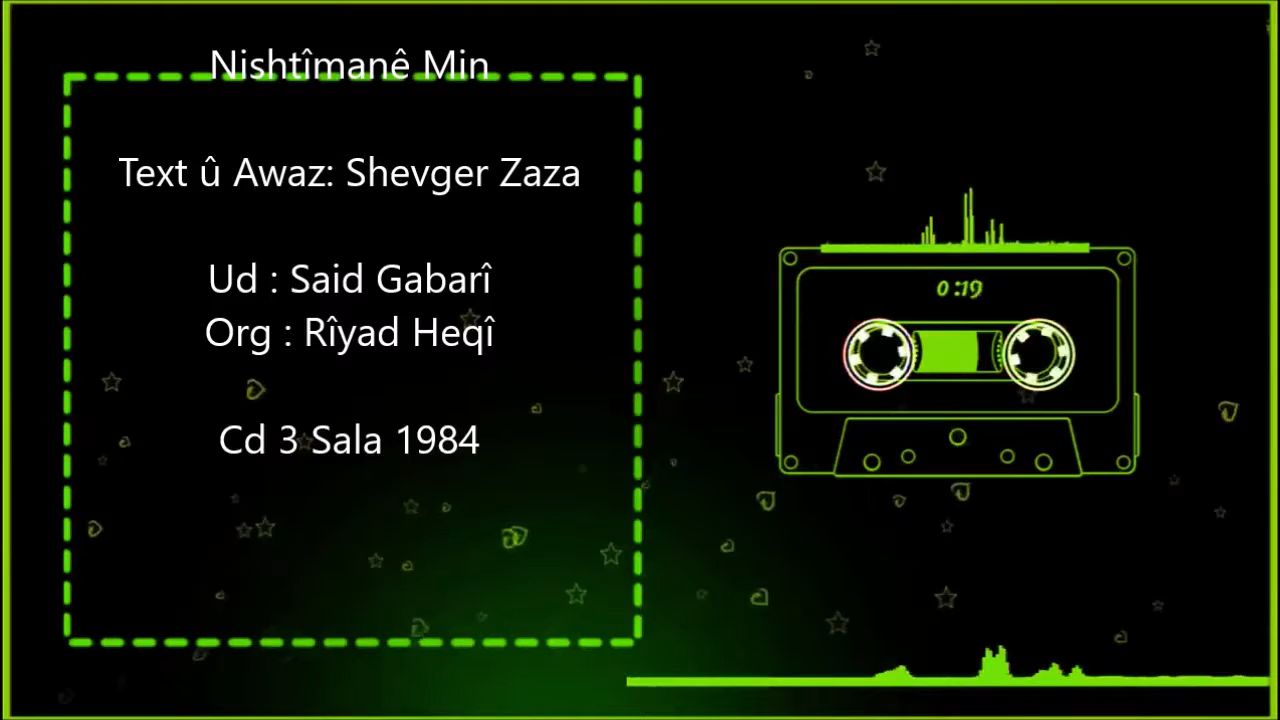 Nishtîmanê Min
Text û Awaz: Shevger Zaza
Ud : Said Gabarî
Org : Rîyad Heqî
Cd 3 Sala 1984
0:19